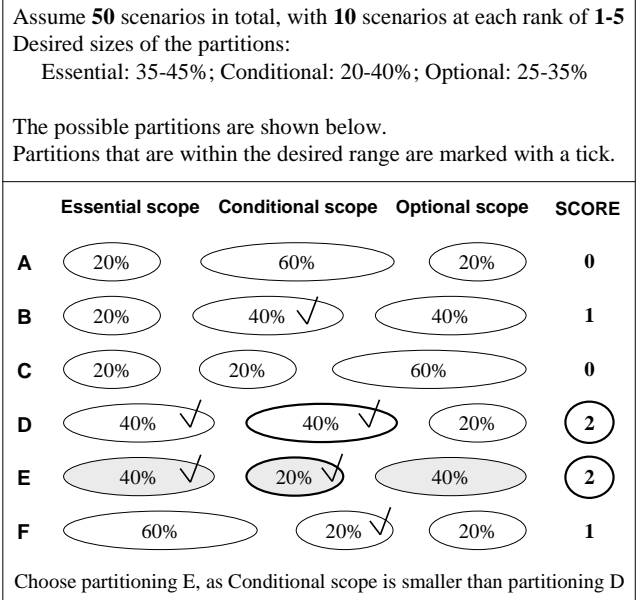 Assume 50 scenarios in total, with 10 scenarios at each rank of 1-5
Desired sizes of the partitions:
Essential: 35-45%; Conditional: 20-40%; Optional: 25-35%
The possible partitions are shown below.
Partitions that are within the desired range are marked with a tick.
Essential scope Conditional scope Optional scope SCORE
A 20% 60% 20% 0
B 20% 40% ✓ 40% 1
C 20% 20% 60% 0
D 40% ✓ 40% ✓ 20% 2
E 40% ✓ 20% ✓ 40% 2
F 60% 20% ✓ 20% 1
Choose partitioning E, as Conditional scope is smaller than partitioning D